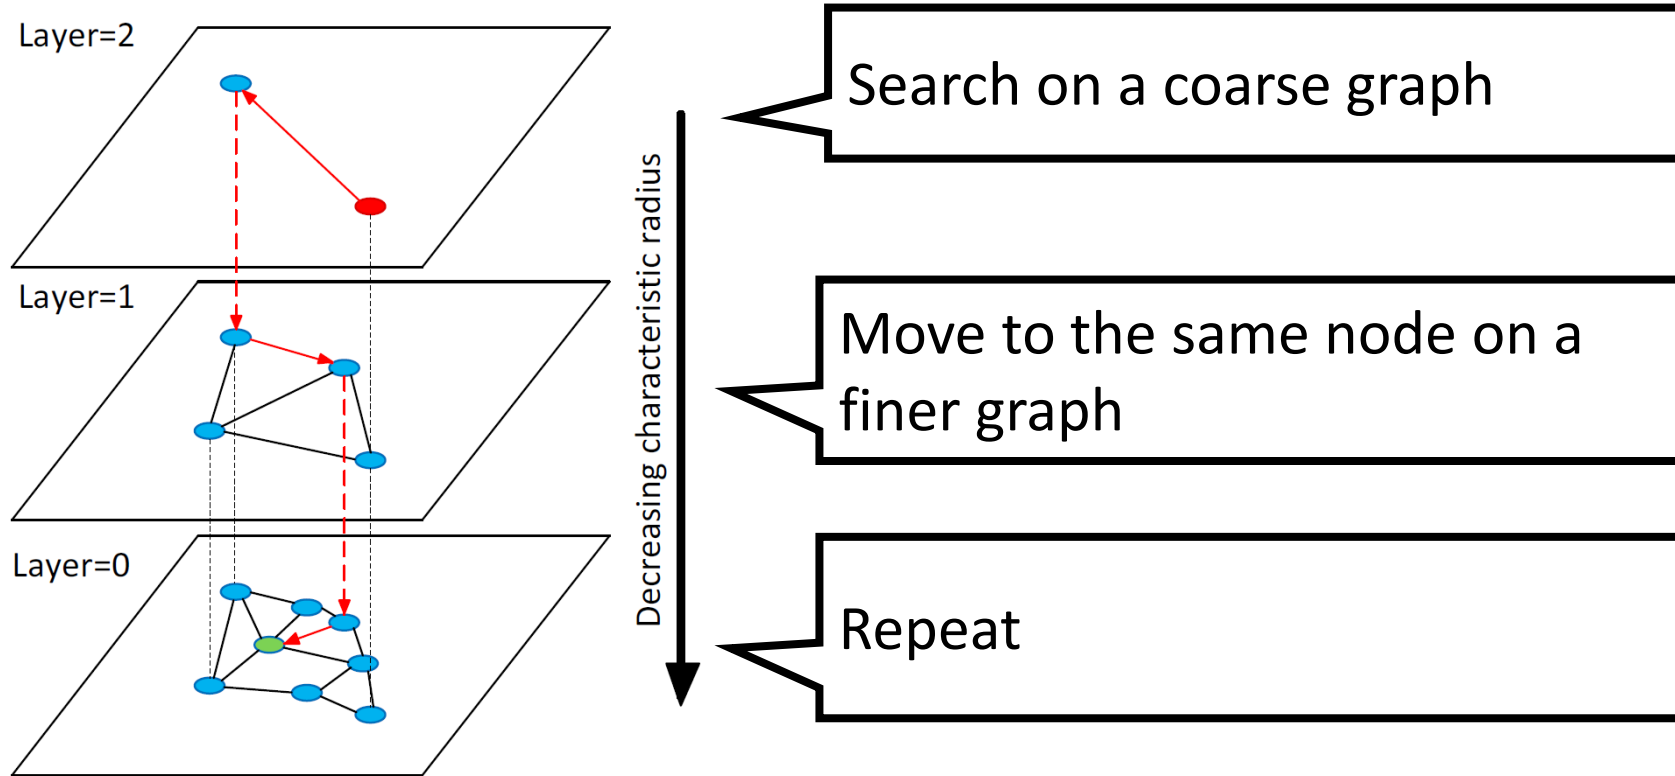 Layer=2
Search on a coarse graph
Decreasing characteristic radius
Layer=1
Move to the same node on a
finer graph
Layer=0
Repeat